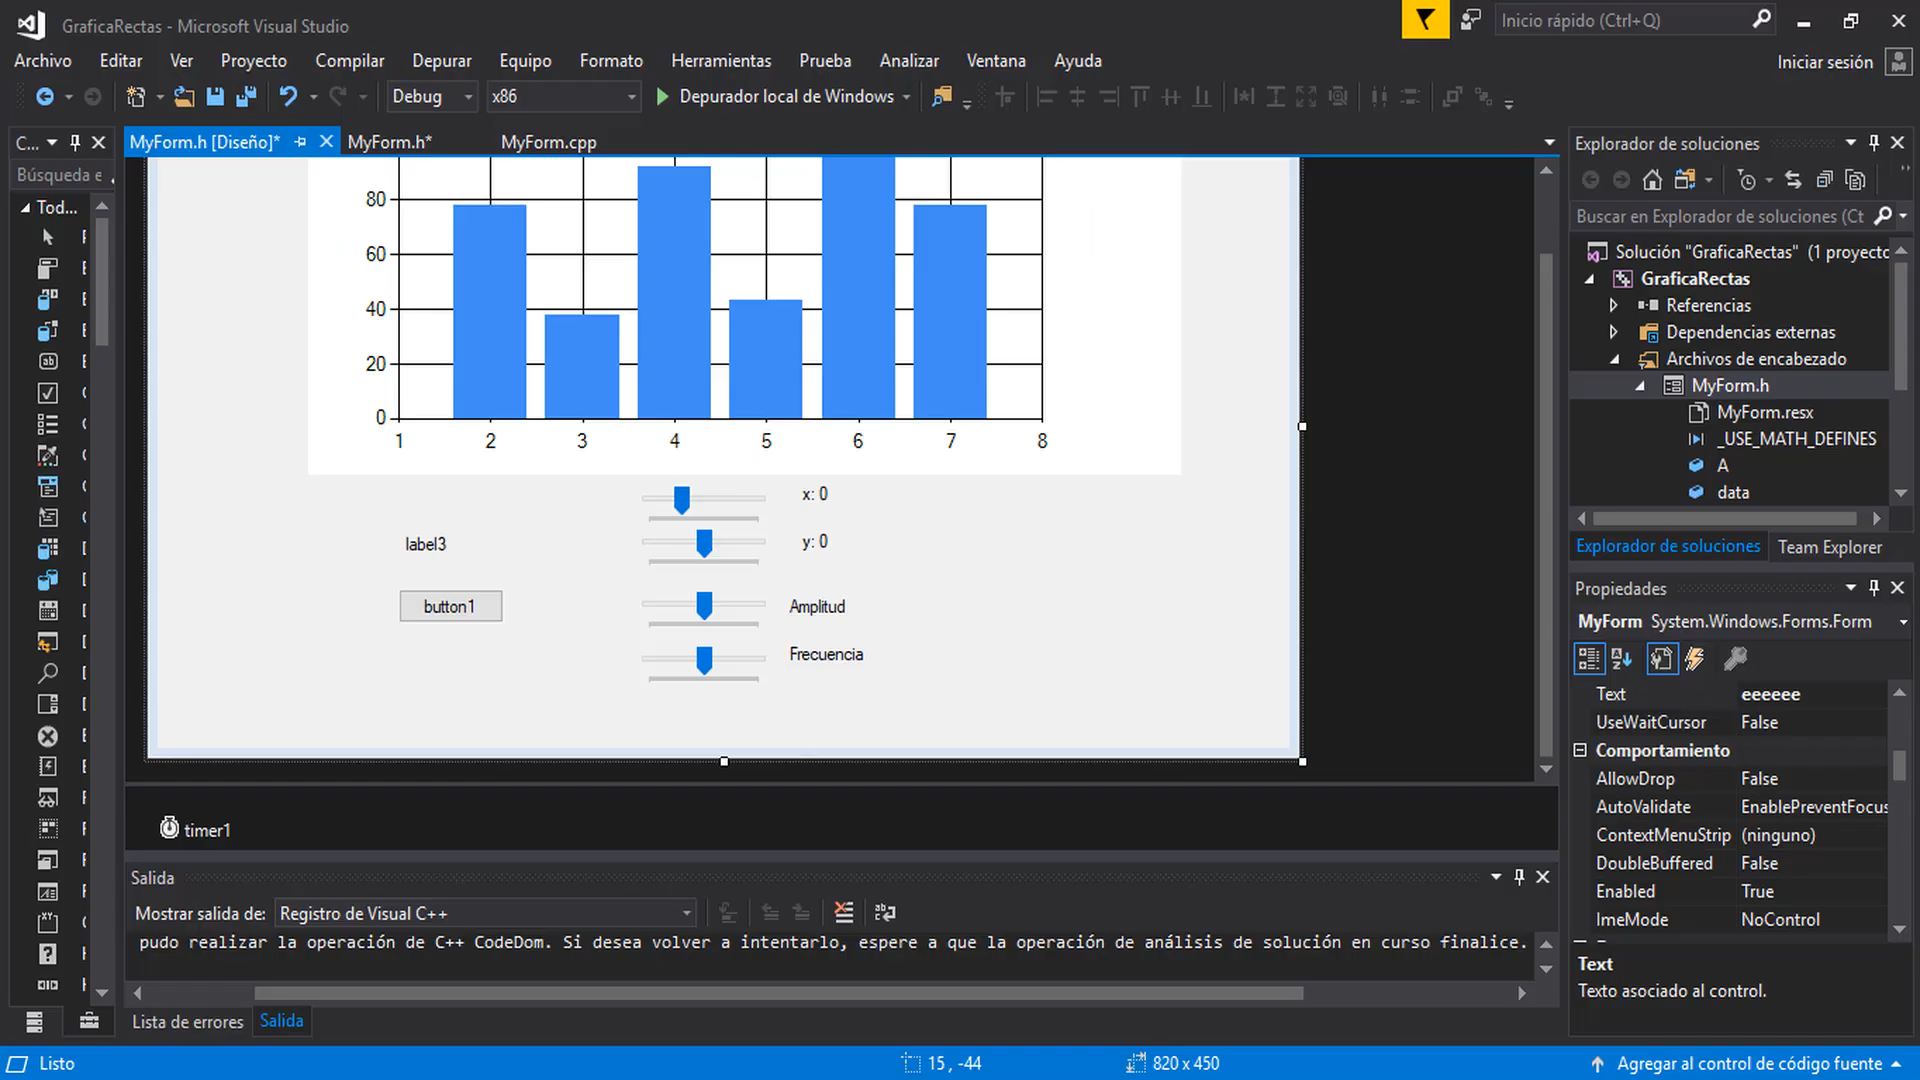 GraficaRectas - Microsoft Visual Studio
Inicio rápido (Ctrl+Q)
Archivo Editar Ver Proyecto Compilar Depurar Equipo Formato Herramientas Prueba Analizar Ventana Ayuda
Iniciar sesión
Debug x86 Depurador local de Windows
C...
MyForm.h [Diseño]* MyForm.h* MyForm.cpp
Explorador de soluciones
Búsqueda e
Tod...
Buscar en Explorador de soluciones (Ct
Solución "GraficaRectas" (1 proyecto
GraficaRectas
Referencias
Dependencias externas
Archivos de encabezado
MyForm.h
MyForm.resx
_USE_MATH_DEFINES
A
data
Explorador de soluciones Team Explorer
80
60
40
20
0
1 2 3 4 5 6 7 8
x: 0
y: 0
label3
button1
Amplitud
Frecuencia
timer1
Propiedades
MyForm System.Windows.Forms.Form
Text eeeeee
UseWaitCursor False
Comportamiento
AllowDrop False
AutoValidate EnablePreventFocus
ContextMenuStrip (ninguno)
DoubleBuffered False
Enabled True
ImeMode NoControl
Text
Texto asociado al control.
Salida
Mostrar salida de: Registro de Visual C++
pudo realizar la operación de C++ CodeDom. Si desea volver a intentarlo, espere a que la operación de análisis de solución en curso finalice.
Lista de errores Salida
Listo
15 , -44
820 x 450
Agregar al control de código fuente